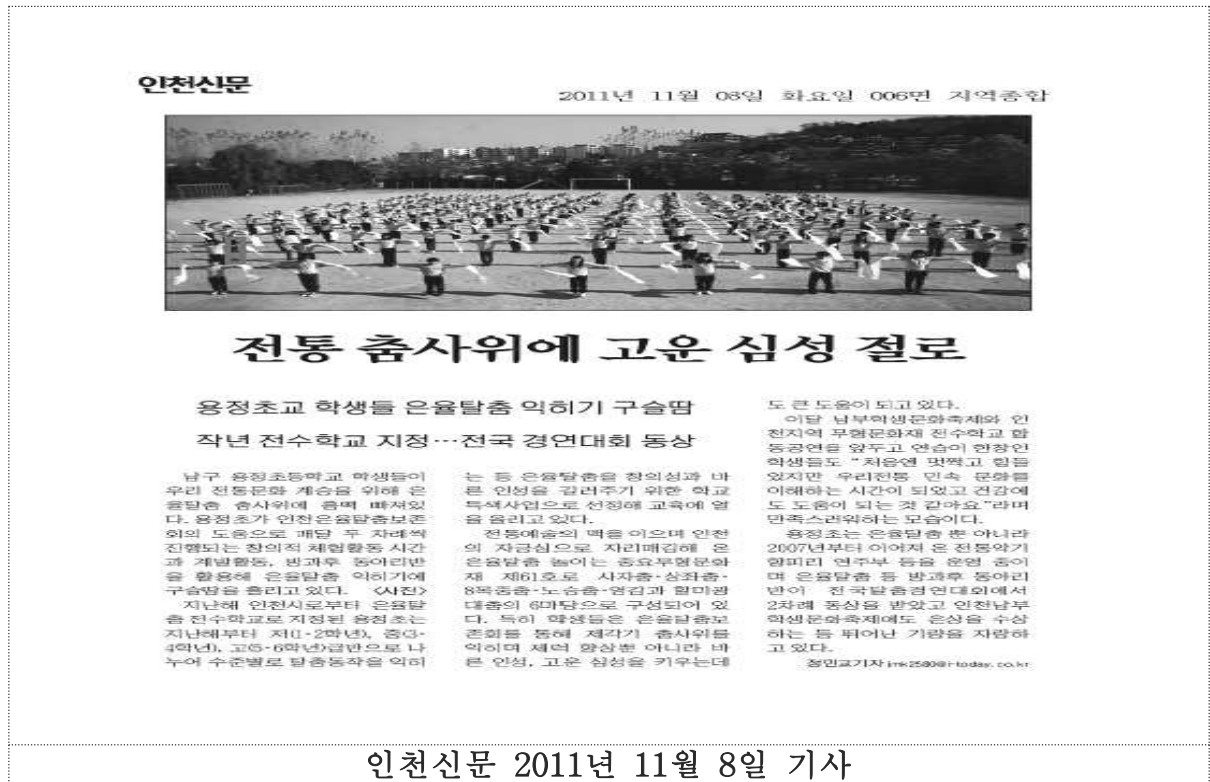 인천신문
2011년 11월 08일 화요일 006면 지역종합
전통 춤사위에 고운 심성 절로
용정초교 학생들 은율탈춤 익히기 구슬땀
작년 전수학교 지정…전국 경연대회 동상
남구 용정초등학교 학생들이
우리 전통문화 계승을 위해 은
율탈춤 춤사위에 흠뻑 빠져있
다. 용정초가 인천은율탈춤보존
회의 도움으로 매달 두 차례씩
진행되는 창의적 체험활동 시간
과 계발활동, 방과후 동아리반
을 활용해 은율탈춤 익히기에
구슬땀을 흘리고 있다. <사진>
지난해 인천시로부터 은율탈
춤 전수학교로 지정된 용정초는
지난해부터 저(1·2학년), 중(3·
4학년), 고(5·6학년)급반으로 나
누어 수준별로 탈춤동작을 익히
는 등 은율탈춤을 창의성과 바
른 인성을 길러주기 위한 학교
특색사업으로 선정해 교육에 열
을 올리고 있다.
전통예술의 맥을 이으며 인천
의 자긍심으로 자리매김해 온
은율탈춤 놀이는 중요무형문화
재 제61호로 사자춤·상좌춤·
8목중춤·노승춤·영감과 할미광
대춤의 6마당으로 구성되어 있
다. 특히 학생들은 은율탈춤보
존회를 통해 제각기 춤사위를
익히며 체력 향상뿐 아니라 바
른 인성, 고운 심성을 키우는데
도 큰 도움이 되고 있다.
이달 남부학생문화축제와 인
천지역 무형문화재 전수학교 합
동공연을 앞두고 연습이 한창인
학생들도 "처음엔 멋쩍고 힘들
었지만 우리전통 민속 문화를
이해하는 시간이 되었고 건강에
도 도움이 되는 것 같아요"라며
만족스러워하는 모습이다.
용정초는 은율탈춤 뿐 아니라
2007년부터 이어져 온 전통악기
향피리 연주부 등을 운영 중이
며 은율탈춤 등 방과후 동아리
반이 전국탈춤경연대회에서
2차례 동상을 받았고 인천남부
학생문화축제에도 은상을 수상
하는 등 뛰어난 기량을 자랑하
고 있다.
정민교기자 jmk2580@i-today.co.kr
인천신문 2011년 11월 8일 기사